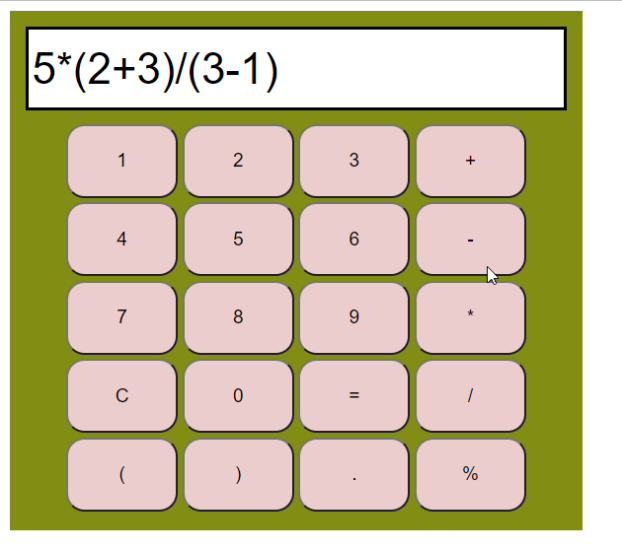 5*(2+3)/(3-1)
1 2 3 +
4 5 6 -
7 8 9 *
C 0 = /
( ) . %